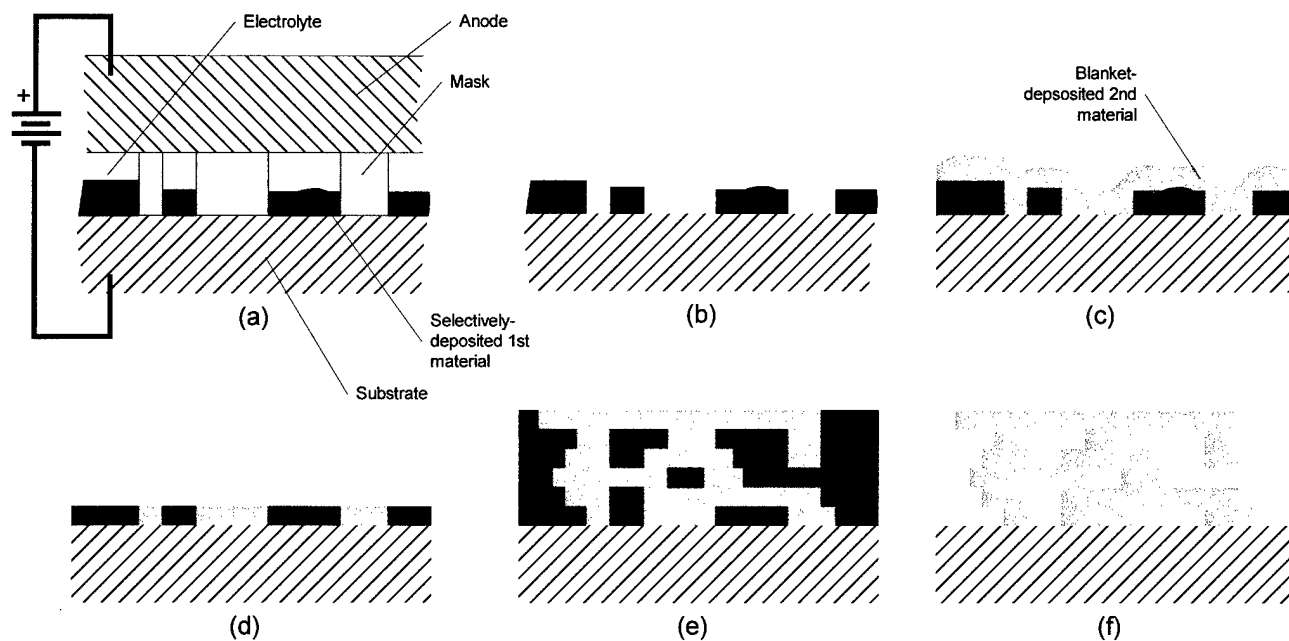 Electrolyte
Anode
Mask
+
Blanket-
depsosited 2nd
material
(a)
(b)
(c)
Selectively-
deposited 1st
material
Substrate
(d)
(e)
(f)